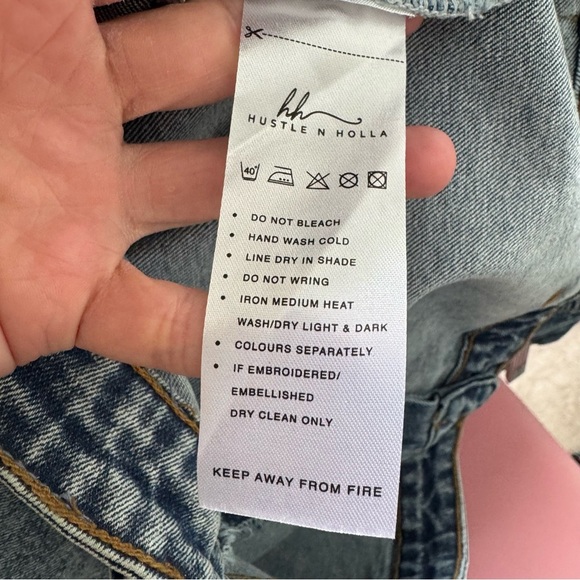 hh
HUSTLE N HOLLA
40°
• DO NOT BLEACH
• HAND WASH COLD
• LINE DRY IN SHADE
• DO NOT WRING
• IRON MEDIUM HEAT
WASH/DRY LIGHT & DARK
• COLOURS SEPARATELY
• IF EMBROIDERED/
EMBELLISHED
DRY CLEAN ONLY
KEEP AWAY FROM FIRE